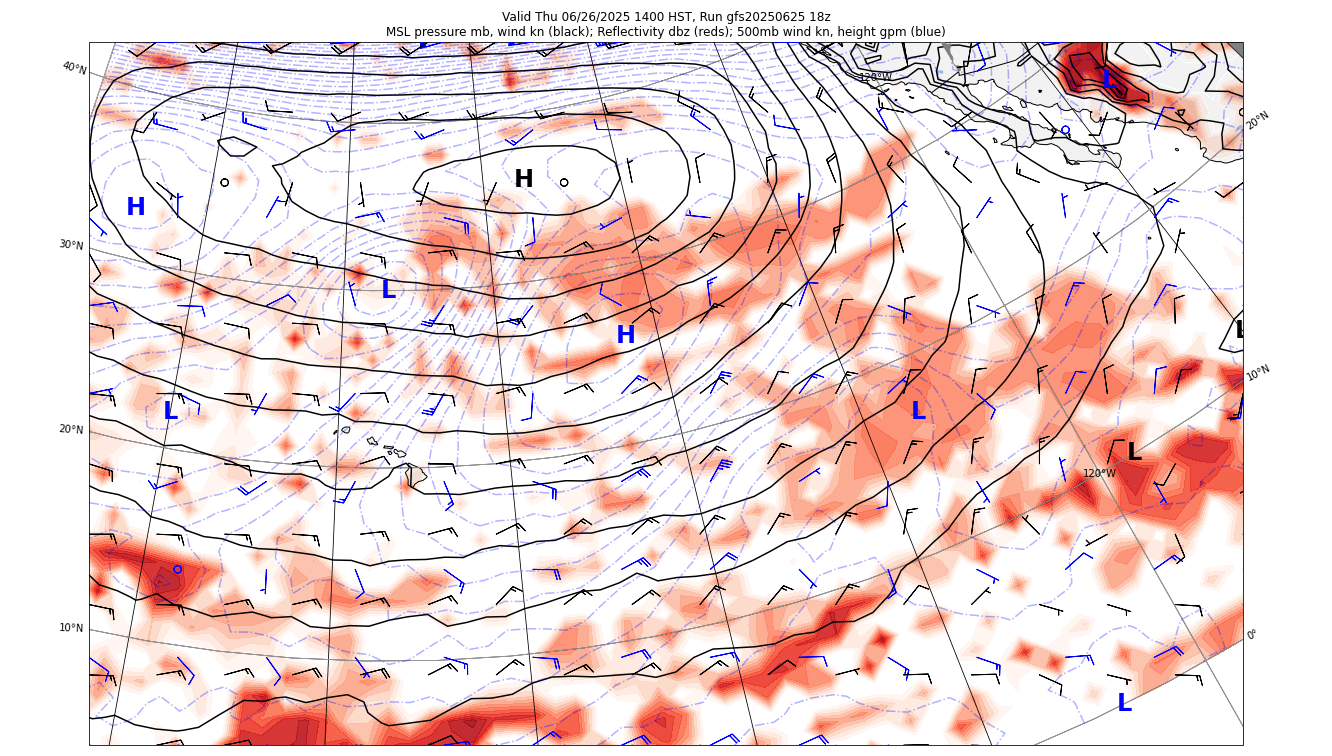 Valid Thu 06/26/2025 1400 HST, Run gfs20250625 18z
MSL pressure mb, wind kn (black); Reflectivity dbz (reds); 500mb wind kn, height gpm (blue)
40°N
120°W
L
20°N
H
H
30°N
L
H
L
10°N
L
L
20°N
L
120°W
10°N
0°
L